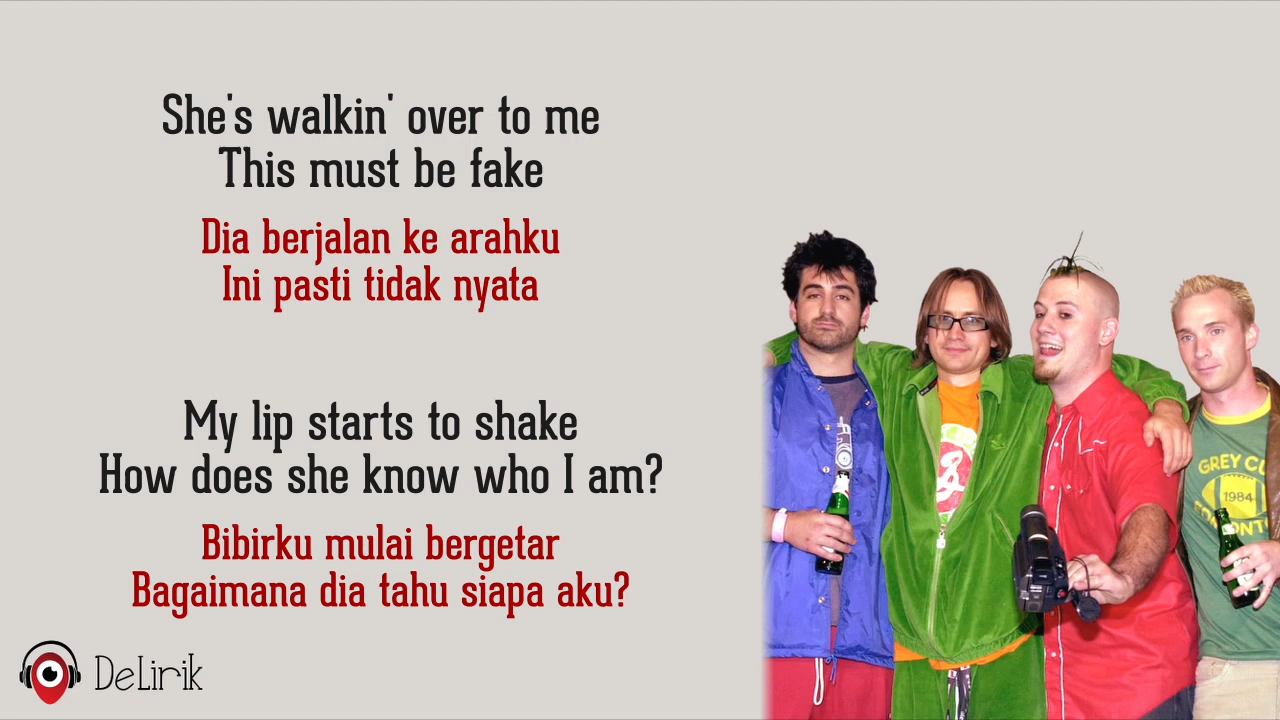 She's walkin' over to me
This must be fake
Dia berjalan ke arahku
Ini pasti tidak nyata
My lip starts to shake
How does she know who I am?
Bibirku mulai bergetar
Bagaimana dia tahu siapa aku?
DeLirik
GREY CU
1984